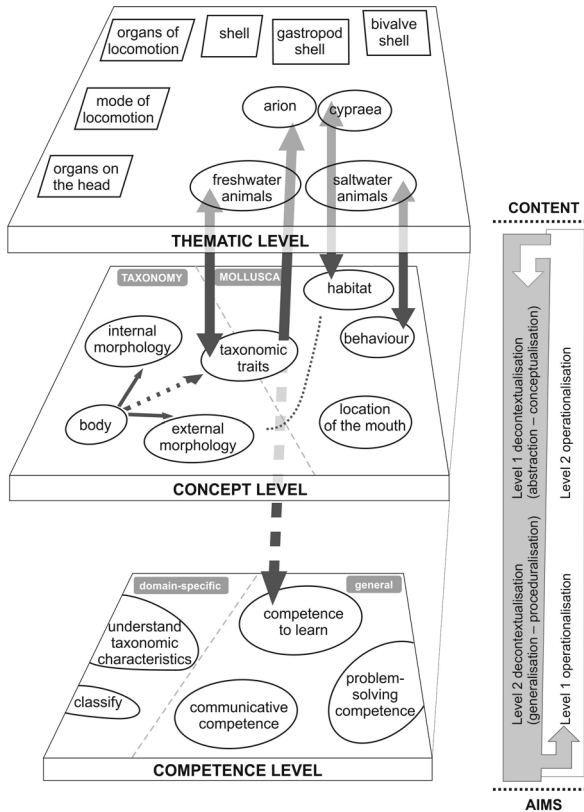 organs of
locomotion
shell
gastropod
shell
bivalve
shell
mode of
locomotion
arion
cypraea
organs on
the head
freshwater
animals
saltwater
animals
THEMATIC LEVEL
CONTENT
TAXONOMY
MOLLUSCA
habitat
internal
morphology
taxonomic
traits
behaviour
body
external
morphology
location
of the mouth
CONCEPT LEVEL
Level 1 decontextualisation
(abstraction – conceptualisation)
Level 2 operationalisation
domain-specific
general
understand
taxonomic
characteristics
competence
to learn
classify
communicative
competence
problem-
solving
competence
COMPETENCE LEVEL
Level 2 decontextualisation
(generalisation – proceduralisation)
Level 1 operationalisation
AIMS